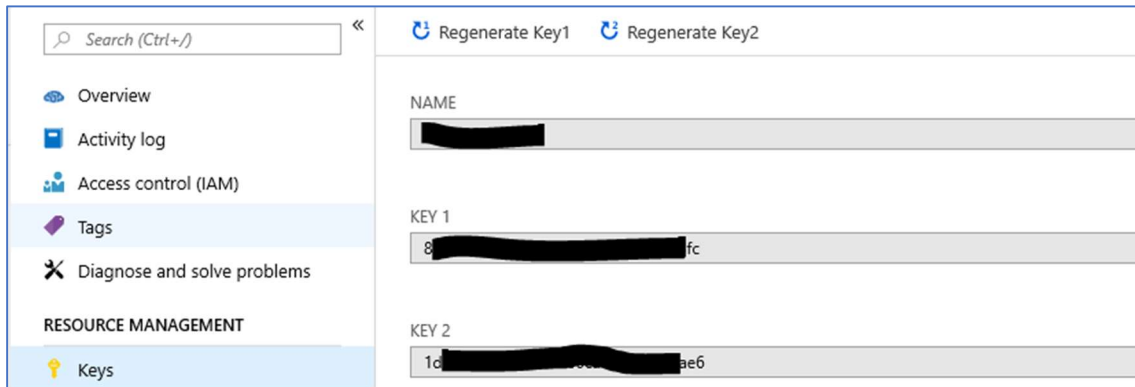 Search (Ctrl+/)
«
Overview
Activity log
Access control (IAM)
Tags
Diagnose and solve problems
RESOURCE MANAGEMENT
Keys
Regenerate Key1 Regenerate Key2
NAME
KEY 1
8 fc
KEY 2
1d ae6